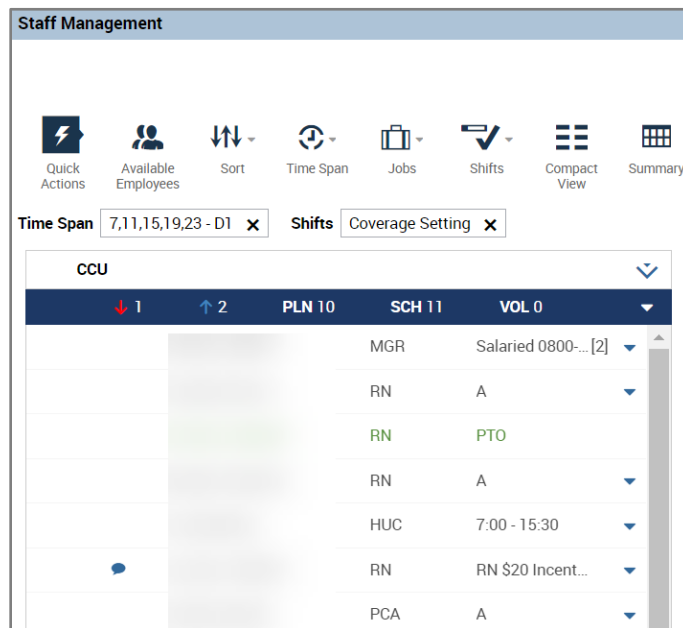 Staff Management
Quick Actions
Available Employees
Sort
Time Span
Jobs
Shifts
Compact View
Summary
Time Span 7,11,15,19,23 - D1 Shifts Coverage Setting
CCU
1 2 PLN 10 SCH 11 VOL 0
MGR Salaried 0800-...[2]
RN A
RN PTO
RN A
HUC 7:00 - 15:30
RN RN $20 Incent...
PCA A